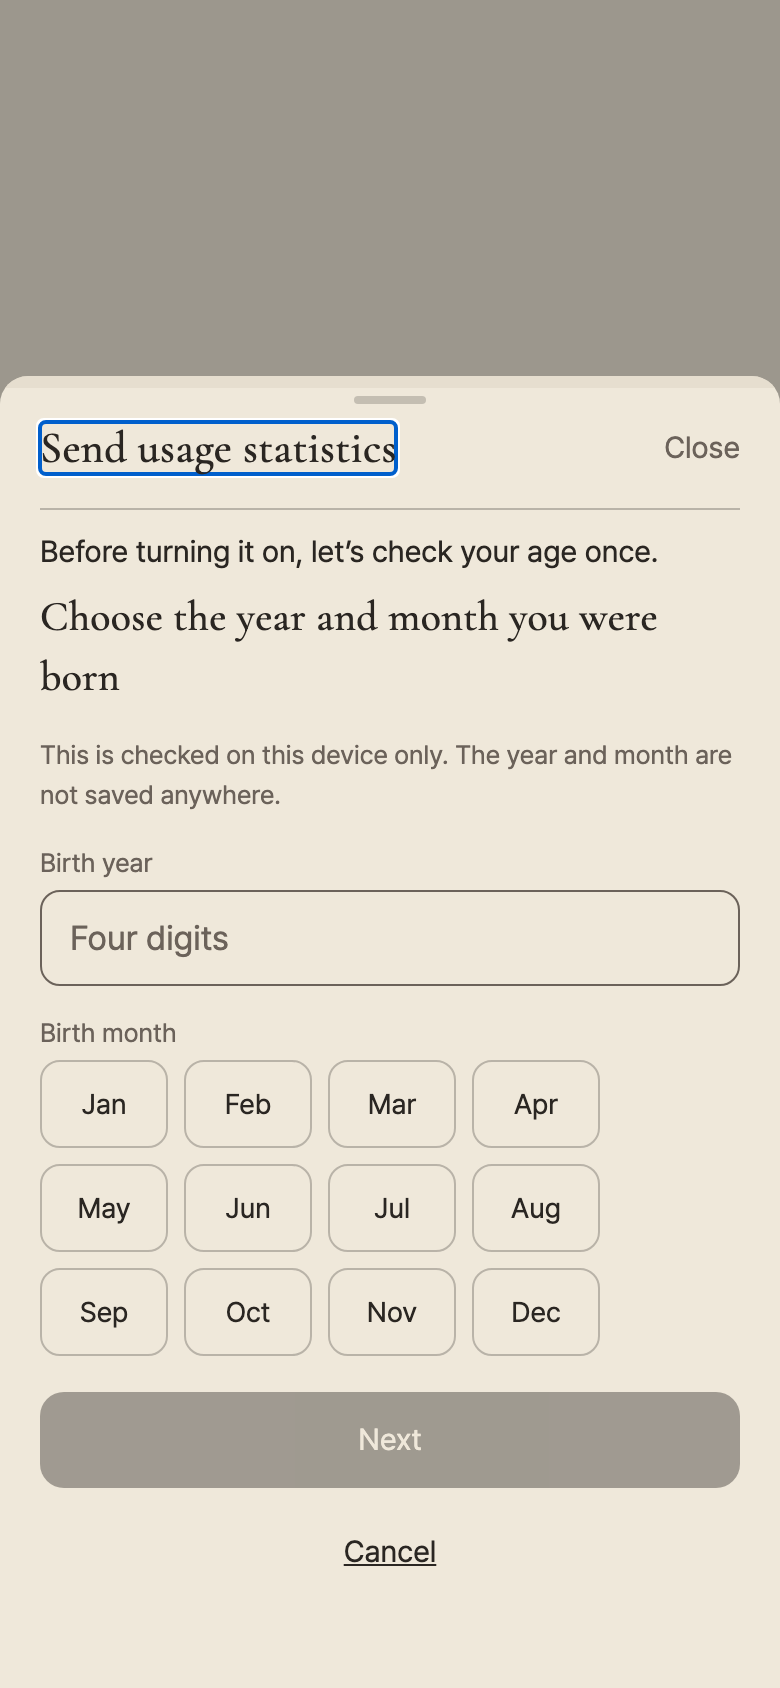 Send usage statistics
Close
Before turning it on, let’s check your age once.
Choose the year and month you were
born
This is checked on this device only. The year and month are
not saved anywhere.
Birth year
Four digits
Birth month
Jan Feb Mar Apr
May Jun Jul Aug
Sep Oct Nov Dec
Next
Cancel